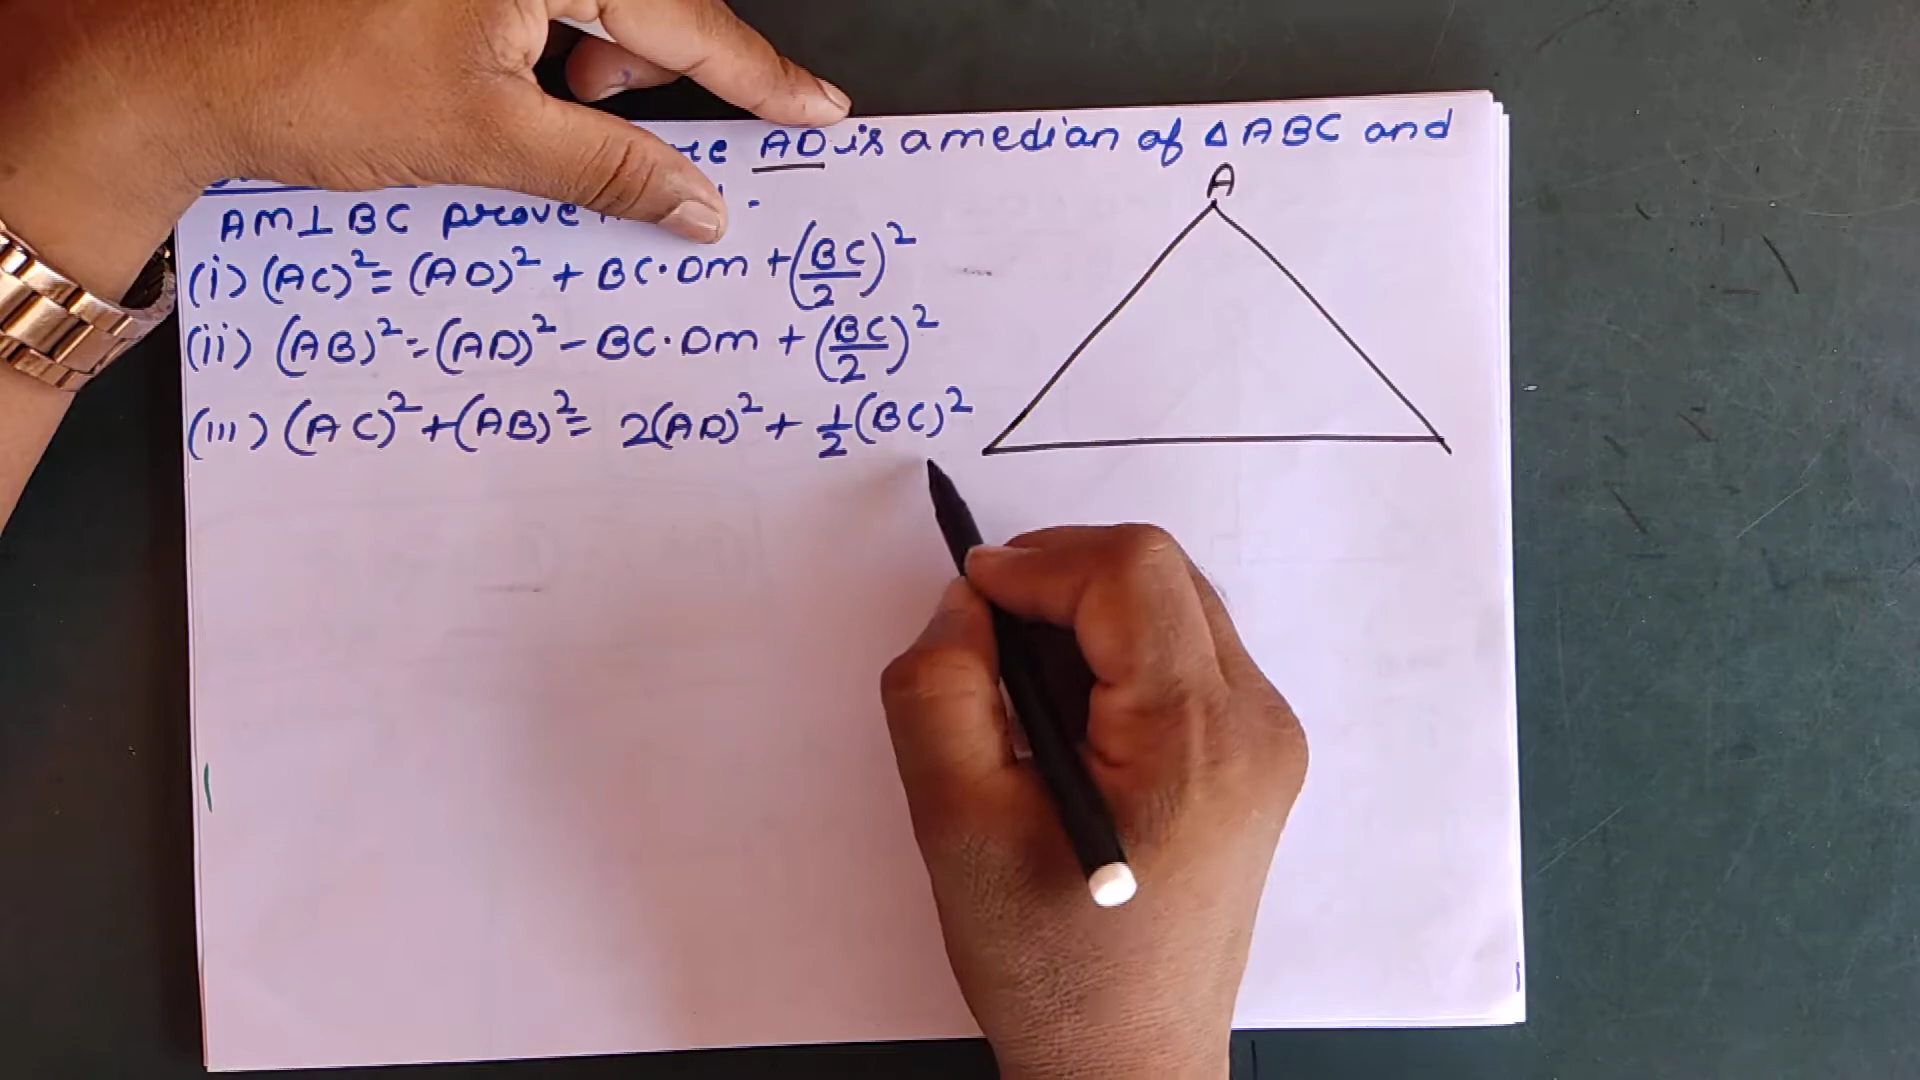 AD is a median of △ ABC and
AM⊥BC prove
(i) (AC)² = (AD)² + BC·DM + (BC/2)²
(ii) (AB)² = (AD)² - BC·DM + (BC/2)²
(iii) (AC)² + (AB)² = 2(AD)² + 1/2 (BC)²
A